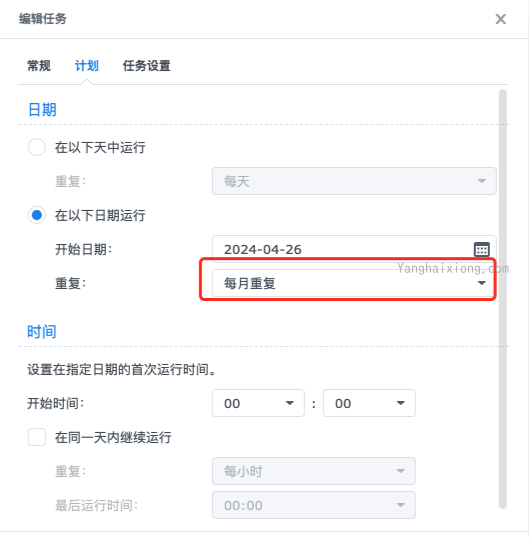 编辑任务
常规 计划 任务设置
日期
在以下天中运行
重复: 每天
在以下日期运行
开始日期: 2024-04-26
Yanghaixiong.com
重复: 每月重复
时间
设置在指定日期的首次运行时间。
开始时间: 00 : 00
在同一天内继续运行
重复: 每小时
最后运行时间: 00:00